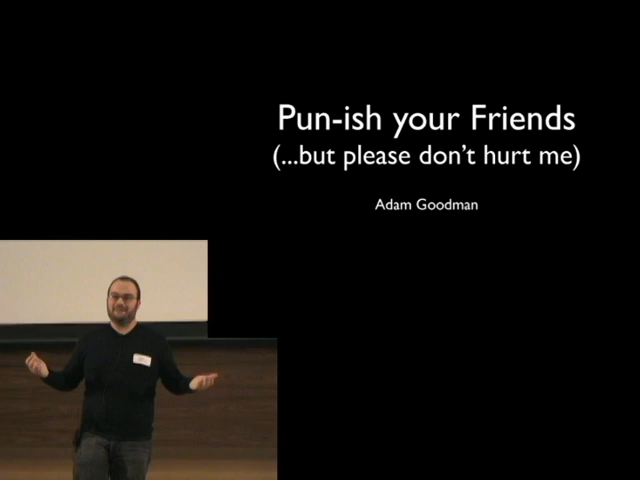 Pun-ish your Friends
(...but please don't hurt me)
Adam Goodman